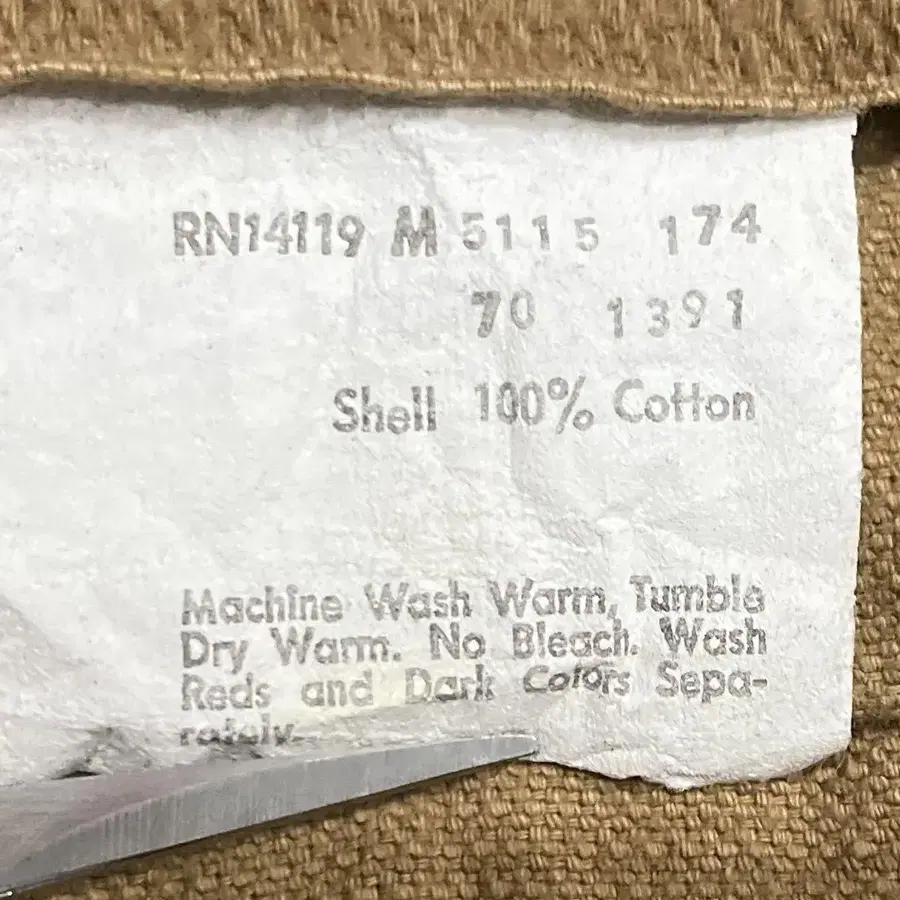 RN14119 M 5115 174
70 1391
Shell 100% Cotton
Machine Wash Warm, Tumble
Dry Warm. No Bleach. Wash
Reds and Dark Colors Sepa-
rately.